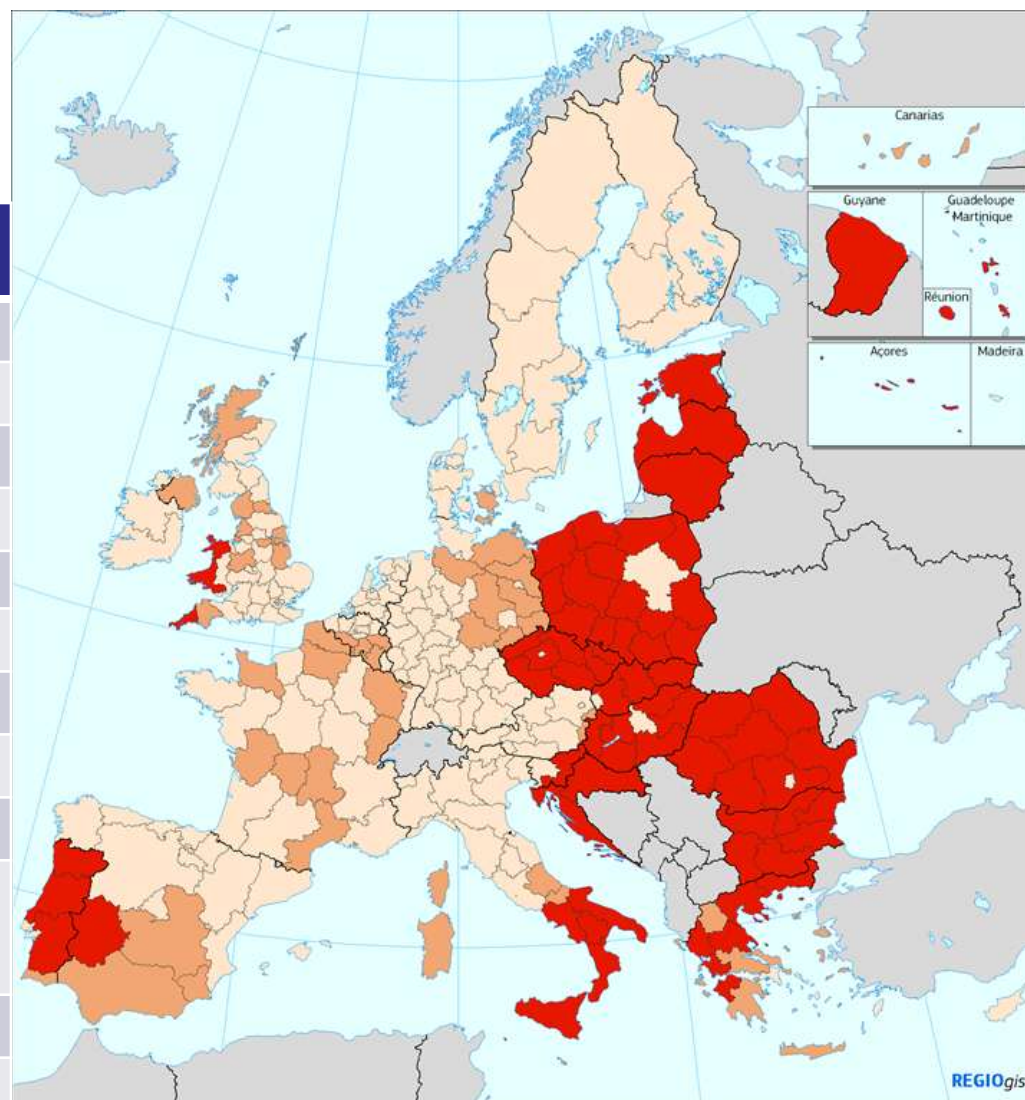 Canarias
Guyane
Guadeloupe
Martinique
Réunion
Açores
Madeira
REGIOgis